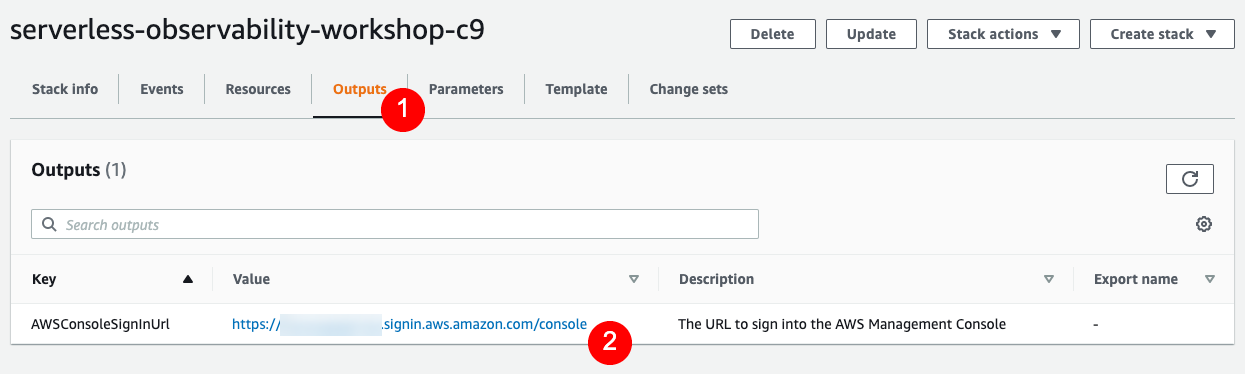 serverless-observability-workshop-c9
Delete Update Stack actions Create stack
Stack info Events Resources Outputs Parameters Template Change sets
1
Outputs (1)
Search outputs
Key Value Description Export name
AWSConsoleSignInUrl https:// .signin.aws.amazon.com/console The URL to sign into the AWS Management Console -
2